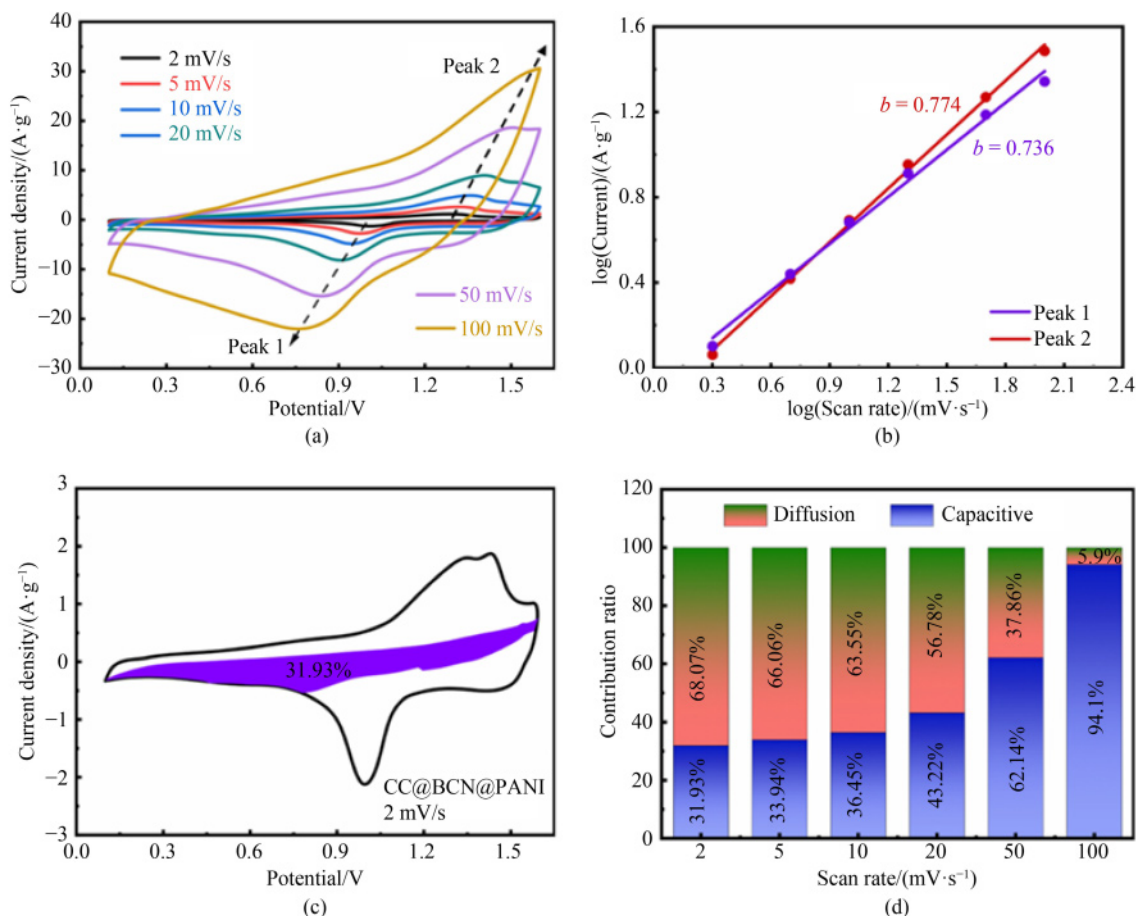 40
30
20
10
0
−10
−20
−30
Current density/(A·g⁻¹)
2 mV/s
5 mV/s
10 mV/s
20 mV/s
Peak 2
50 mV/s
100 mV/s
Peak 1
0.0 0.3 0.6 0.9 1.2 1.5
Potential/V
(a)
1.6
1.2
0.8
0.4
0.0
log(Current)/(A·g⁻¹)
b = 0.774
b = 0.736
Peak 1
Peak 2
0.0 0.3 0.6 0.9 1.2 1.5 1.8 2.1 2.4
log(Scan rate)/(mV·s⁻¹)
(b)
3
2
1
0
−1
−2
−3
Current density/(A·g⁻¹)
31.93%
CC@BCN@PANI
2 mV/s
0.0 0.3 0.6 0.9 1.2 1.5
Potential/V
(c)
120
100
80
60
40
20
0
Contribution ratio
Diffusion Capacitive
68.07% 66.06% 63.55% 56.78% 37.86% 5.9%
31.93% 33.94% 36.45% 43.22% 62.14% 94.1%
2 5 10 20 50 100
Scan rate/(mV·s⁻¹)
(d)